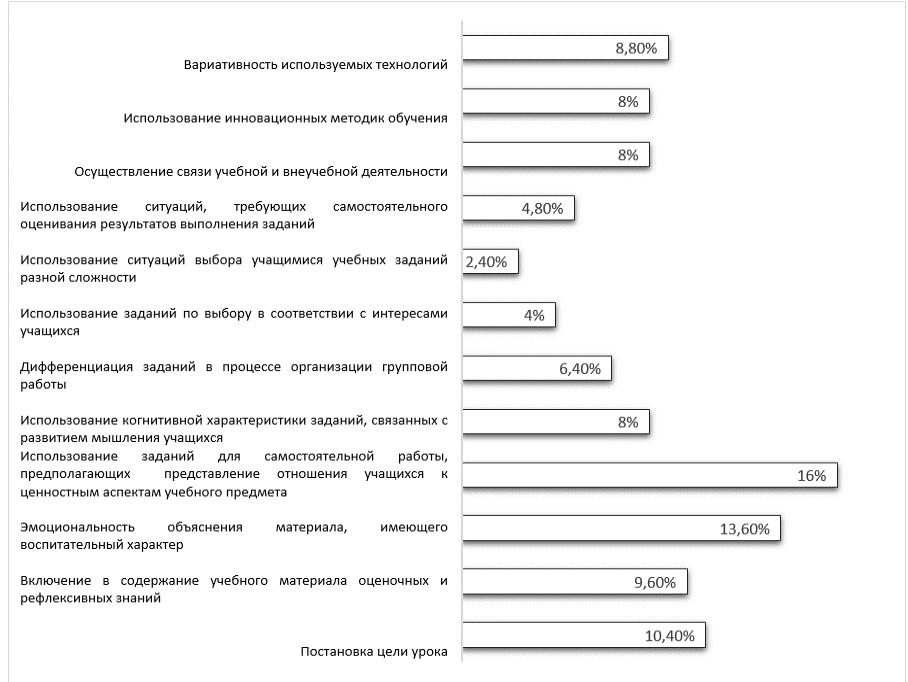 8,80%
Вариативность используемых технологий
8%
Использование инновационных методик обучения
8%
Осуществление связи учебной и внеучебной деятельности
Использование ситуаций, требующих самостоятельного
оценивания результатов выполнения заданий
4,80%
Использование ситуаций выбора учащимися учебных заданий
разной сложности
2,40%
Использование заданий по выбору в соответствии с интересами
учащихся
4%
Дифференциация заданий в процессе организации групповой
работы
6,40%
Использование когнитивной характеристики заданий, связанных с
развитием мышления учащихся
8%
Использование заданий для самостоятельной работы,
предполагающих представление отношения учащихся к
ценностным аспектам учебного предмета
16%
Эмоциональность объяснения материала, имеющего
воспитательный характер
13,60%
Включение в содержание учебного материала оценочных и
рефлексивных знаний
9,60%
10,40%
Постановка цели урока